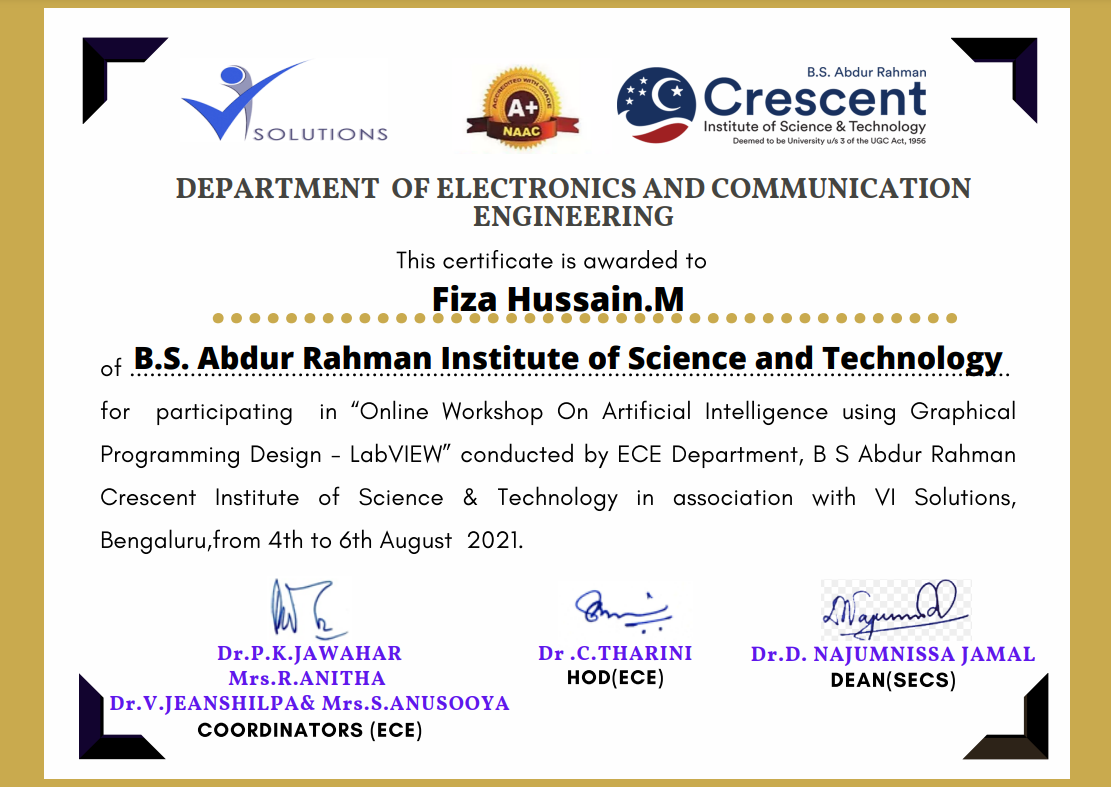 SOLUTIONS
ACCREDITED WITH GRADE
A+
NAAC
B.S. Abdur Rahman
Crescent
Institute of Science & Technology
Deemed to be University u/s 3 of the UGC Act, 1956
DEPARTMENT OF ELECTRONICS AND COMMUNICATION
ENGINEERING
This certificate is awarded to
Fiza Hussain.M
of B.S. Abdur Rahman Institute of Science and Technology
for participating in “Online Workshop On Artificial Intelligence using Graphical
Programming Design - LabVIEW” conducted by ECE Department, B S Abdur Rahman
Crescent Institute of Science & Technology in association with VI Solutions,
Bengaluru,from 4th to 6th August 2021.
Dr.P.K.JAWAHAR
Mrs.R.ANITHA
Dr.V.JEANSHILPA& Mrs.S.ANUSOOYA
COORDINATORS (ECE)
Dr .C.THARINI
HOD(ECE)
Dr.D. NAJUMNISSA JAMAL
DEAN(SECS)